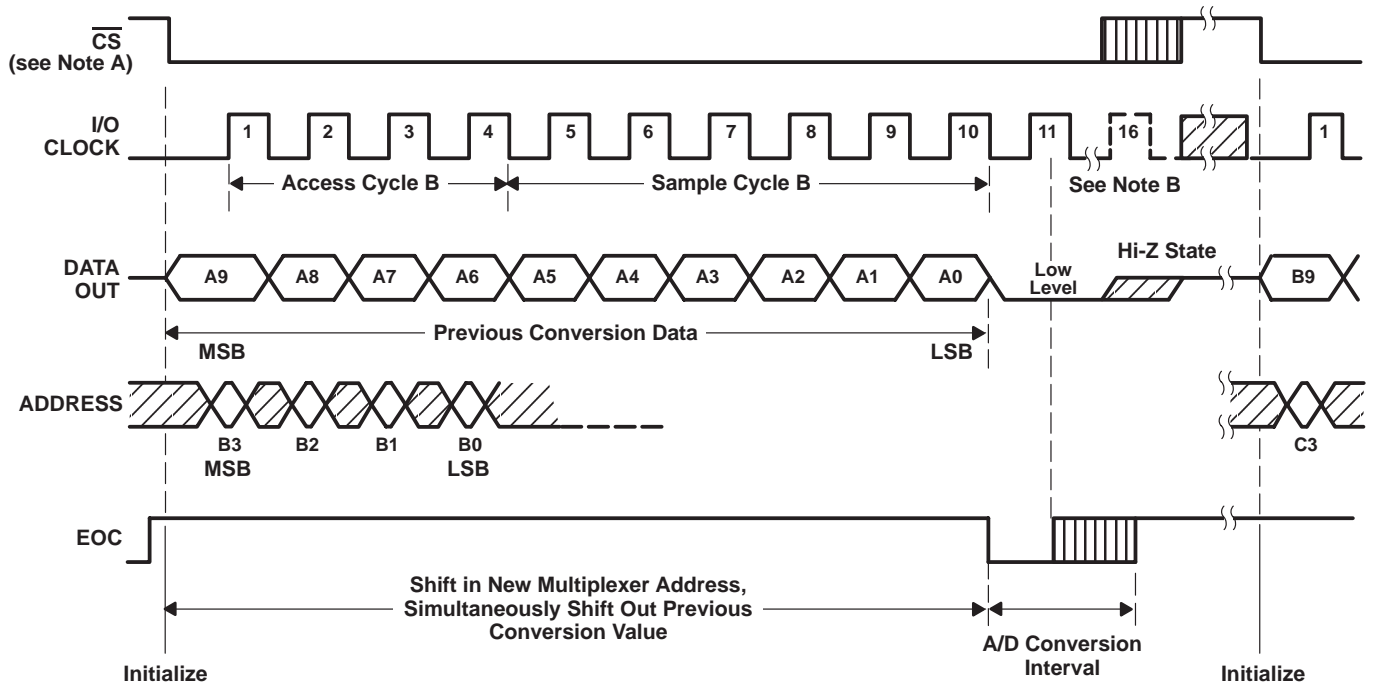 CS
(see Note A)
I/O
CLOCK
1 2 3 4 5 6 7 8 9 10 11 16 1
Access Cycle B
Sample Cycle B
See Note B
Hi-Z State
DATA
OUT
A9 A8 A7 A6 A5 A4 A3 A2 A1 A0
Low
Level
B9
Previous Conversion Data
MSB
LSB
ADDRESS
B3 B2 B1 B0
MSB
LSB
C3
EOC
Shift in New Multiplexer Address,
Simultaneously Shift Out Previous
Conversion Value
A/D Conversion
Interval
Initialize
Initialize